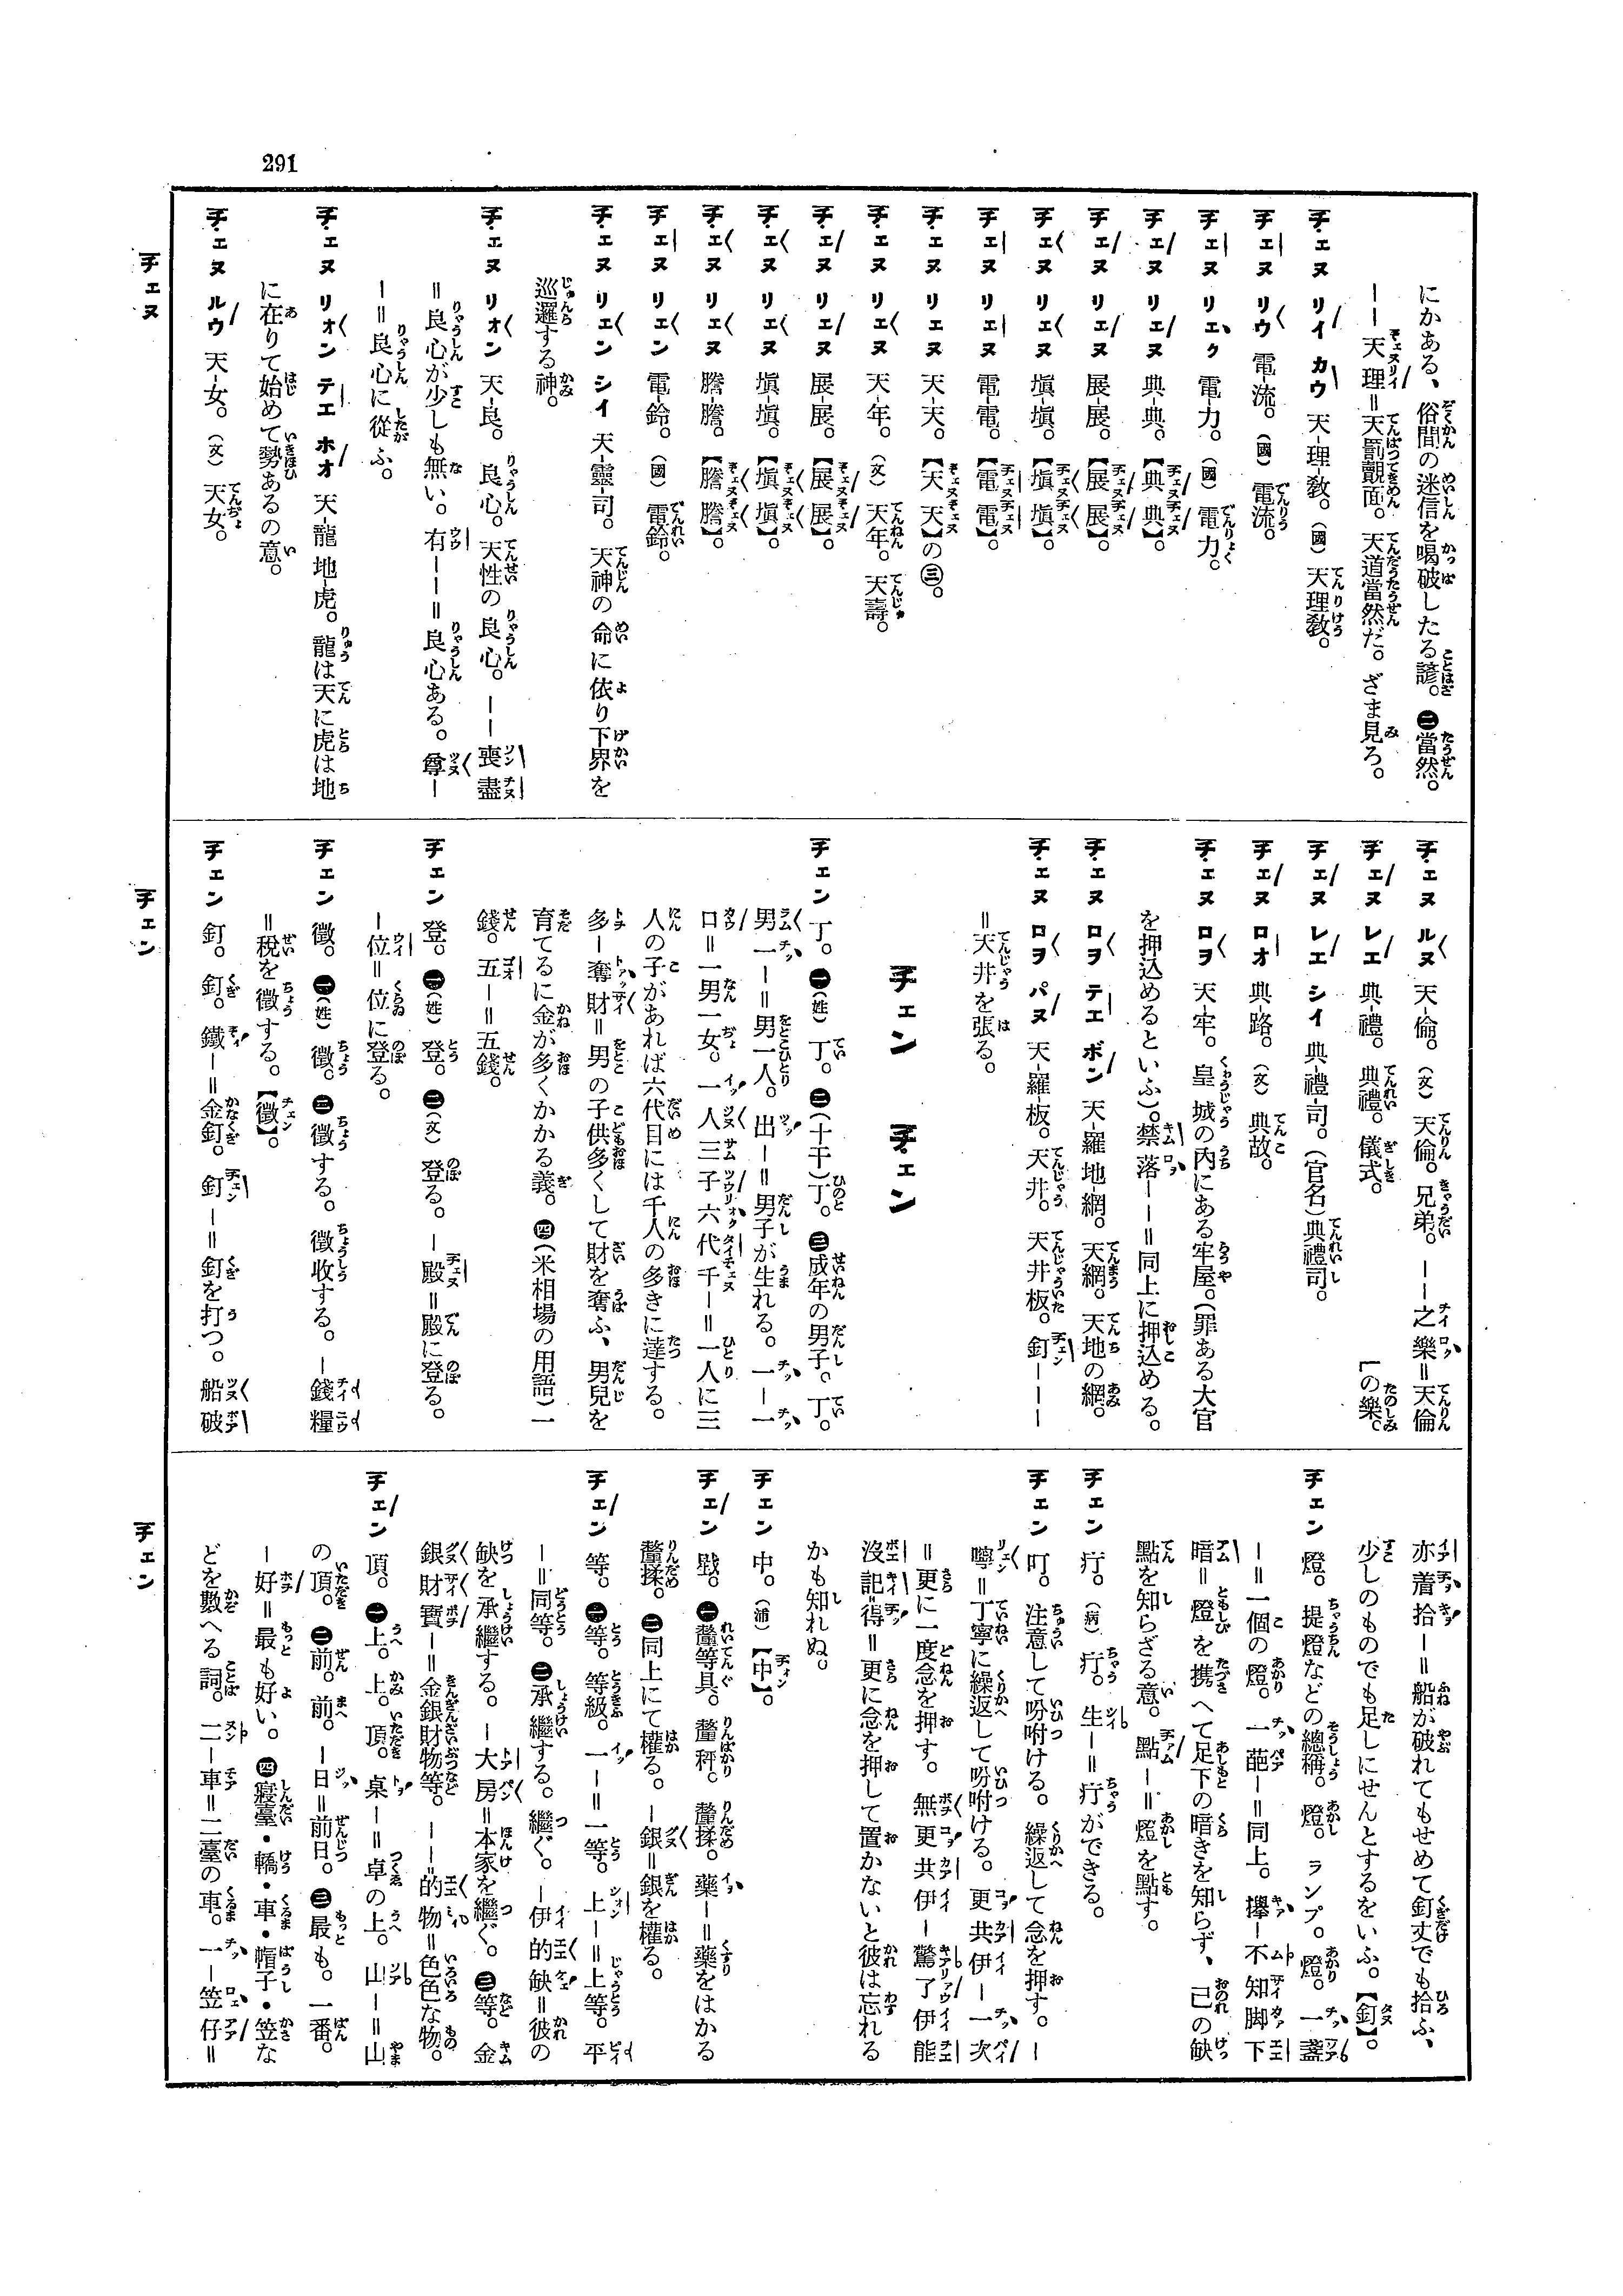 291
にかある、俗間の迷信を喝破したる諺。㊁當然。
――天理＝天罰覿面。天道當然だ。ざま見ろ。
チェヌ リイ カウ 天-理-敎。（國）天理敎。
チェヌ リウ 電-流。（國）電流。
チェヌ リェク 電-力。（國）電力。
チェヌ リェヌ 典-典。【典典】。
チェヌ リェヌ 展-展。【展展】。
チェヌ リェヌ 塡-塡。【塡塡】。
チェヌ リェヌ 電-電。【電電】。
チェヌ リェヌ 天-天。【天天】の㊂。
チェヌ リェヌ 天-年。（文）天年。天壽。
チェヌ リェヌ 展-展。【展展】。
チェヌ リェヌ 塡-塡。【塡塡】。
チェヌ リェヌ 謄-謄。【謄謄】。
チェヌ リェン 電-鈴。（國）電鈴。
チェヌ リェン シイ 天-靈-司。天神の命に依り下界を
巡邏する神。
チェヌ リォン 天-良。良心。天性の良心。――喪盡
＝良心が少しも無い。有――＝良心ある。尊―
―＝良心に從ふ。
チェヌ リォン テエ ホオ 天-龍 地-虎。龍は天に虎は地
に在りて始めて勢あるの意。
チェヌ ルウ 天-女。（文）天女。
チェヌ
チェヌ ルヌ 天-倫。（文）天倫。兄弟。――之樂＝天倫
の樂。
チェヌ レエ 典-禮。典禮。儀式。
チェヌ レエ シイ 典-禮-司。（官名）典禮司。
チェヌ ロオ 典-路。（文）典故。
チェヌ ロヲ 天-牢。皇城の內にある牢屋。（罪ある大官
を押込めるといふ）。禁落――＝同上に押込める。
チェヌ ロヲ テエ ボン 天-羅 地-網。天網。天地の網。
チェヌ ロヲ パヌ 天-羅-板。天井。天井板。釘―――
＝天井を張る。
チェン チェン
チェン 丁。㊀（姓）丁。㊁（十干）丁。㊂成年の男子。丁。
男一―＝男一人。出―＝男子が生れる。一―一
口＝一男一女。一人三子六代千―＝一人に三
人の子があれば六代目には千人の多きに達する。
多―奪財＝男の子供多くして財を奪ふ、男兒を
育てるに金が多くかかる義。㊃（米相場の用語）一
錢。五―＝五錢。
チェン 登。㊀（姓）登。㊁（文）登る。―殿＝殿に登る。
―位＝位に登る。
チェン 徵。㊀（姓）徵。㊁徵する。徵收する。―錢糧
＝稅を徵する。【徵】。
チェン 釘。釘。鐵―＝金釘。釘―＝釘を打つ。船破
チェン
亦着拾―＝船が破れてもせめて釘丈でも拾ふ、
少しのものでも足しにせんとするをいふ。【釘】。
チェン 燈。提燈などの總稱。燈。ランプ。燈。一盞
―＝一個の燈。一葩―＝同上。攑―不知脚下
暗＝燈を携へて足下の暗きを知らず、己の缺
點を知らざる意。點―＝燈を點す。
チェン 疔。（病）疔。生―＝疔ができる。
チェン 叮。注意して吩咐ける。繰返して念を押す。―
嚀＝丁寧に繰返して吩咐ける。更共伊―一次
＝更に一度念を押す。無更共伊―驚了伊能
沒記得＝更に念を押して置かないと彼は忘れる
かも知れぬ。
チェン 中。（浦）【中】。
チェン 戥。㊀釐等具。釐秤。釐揉。藥―＝藥をはかる
釐揉。㊁同上にて權る。―銀＝銀を權る。
チェン 等。㊀等。等級。一―＝一等。上―＝上等。平
―＝同等。㊁承繼する。繼ぐ。―伊的缺＝彼の
缺を承繼する。―大房＝本家を繼ぐ。㊂等。金
銀財寶―＝金銀財物等。――的物＝色色な物。
チェン 頂。㊀上。上。頂。桌―＝卓の上。山―＝山
の頂。㊁前。前。―日＝前日。㊂最も。一番。
―好＝最も好い。㊃寢臺・轎・車・帽子・笠な
どを數へる詞。二―車＝二臺の車。一―笠仔＝
チェン